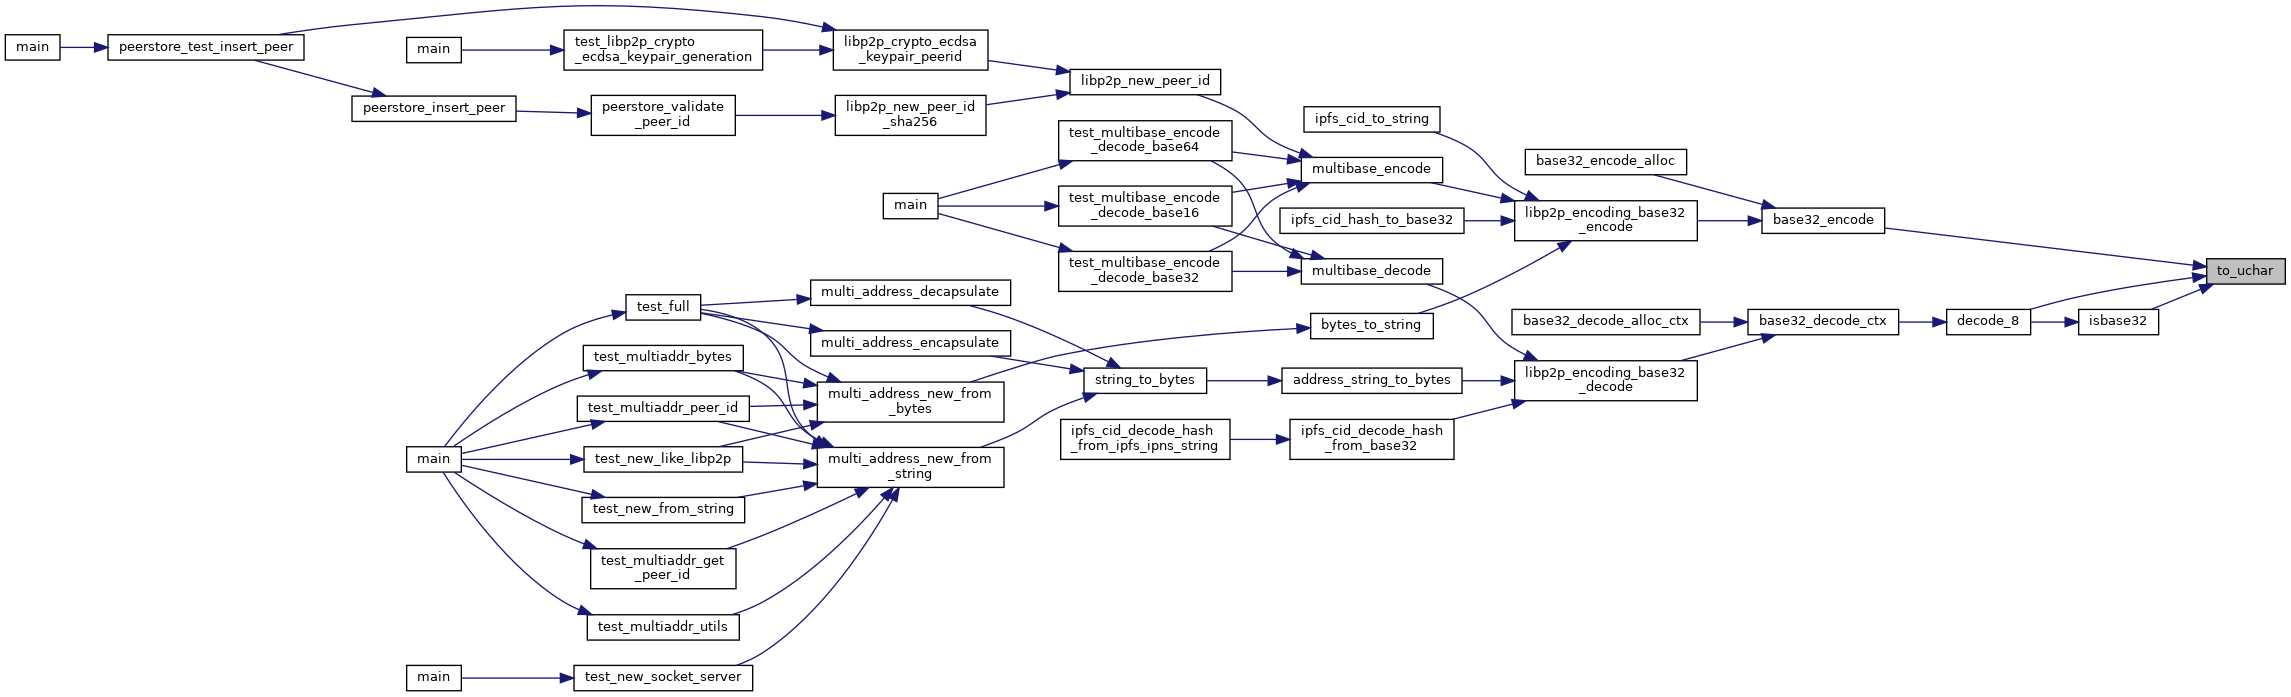 main
peerstore_test_insert_peer
main
test_libp2p_crypto
_ecdsa_keypair_generation
libp2p_crypto_ecdsa
_keypair_peerid
peerstore_insert_peer
peerstore_validate
_peer_id
libp2p_new_peer_id
_sha256
libp2p_new_peer_id
main
test_multibase_encode
_decode_base64
test_multibase_encode
_decode_base16
test_multibase_encode
_decode_base32
ipfs_cid_to_string
multibase_encode
ipfs_cid_hash_to_base32
multibase_decode
bytes_to_string
base32_encode_alloc
libp2p_encoding_base32
_encode
base32_encode
to_uchar
base32_decode_alloc_ctx
base32_decode_ctx
decode_8
isbase32
libp2p_encoding_base32
_decode
address_string_to_bytes
string_to_bytes
ipfs_cid_decode_hash
_from_ipfs_ipns_string
ipfs_cid_decode_hash
_from_base32
multi_address_decapsulate
multi_address_encapsulate
multi_address_new_from
_bytes
multi_address_new_from
_string
test_full
test_multiaddr_bytes
test_multiaddr_peer_id
main
test_new_like_libp2p
test_new_from_string
test_multiaddr_get
_peer_id
test_multiaddr_utils
main
test_new_socket_server